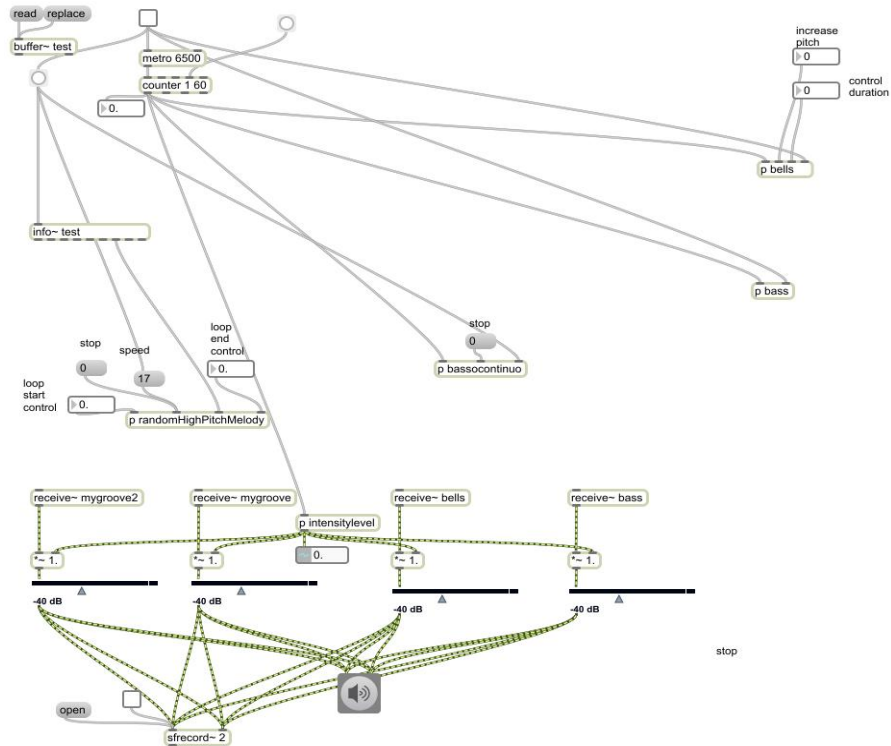 read
replace
buffer~ test
metro 6500
counter 1 60
0.
increase
pitch
0
0
control
duration
p bells
info~ test
p bass
stop
0
p bassocontinuo
loop
end
control
0.
stop
0
speed
17
loop
start
control
0.
p randomHighPitchMelody
receive~ mygroove2
receive~ mygroove
receive~ bells
receive~ bass
p intensitylevel
0.
*~ 1.
*~ 1.
*~ 1.
*~ 1.
-40 dB
-40 dB
-40 dB
-40 dB
stop
open
sfrecord~ 2